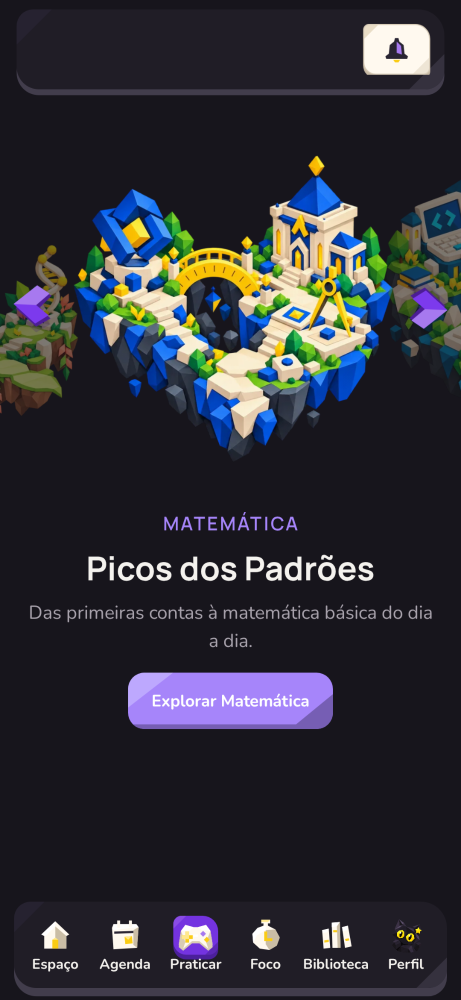 MATEMÁTICA
Picos dos Padrões
Das primeiras contas à matemática básica do dia
a dia.
Explorar Matemática
Espaço
Agenda
Praticar
Foco
Biblioteca
Perfil